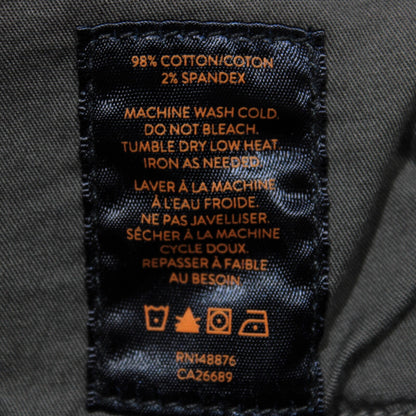 98% COTTON/COTON
2% SPANDEX
MACHINE WASH COLD.
DO NOT BLEACH.
TUMBLE DRY LOW HEAT.
IRON AS NEEDED.
LAVER À LA MACHINE
À L'EAU FROIDE.
NE PAS JAVELLISER.
SÉCHER À LA MACHINE
CYCLE DOUX.
REPASSER À FAIBLE
AU BESOIN
RN148876
CA26689